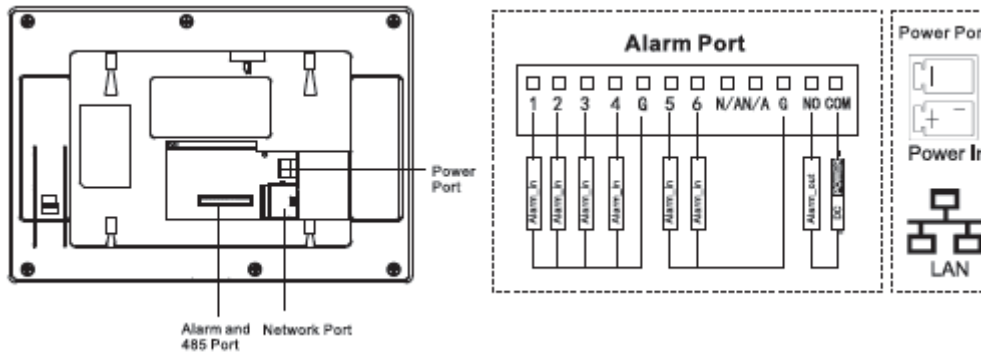 Power
Port
Alarm and
485 Port
Network Port
Alarm Port
1 2 3 4 G 5 6 N/A N/A G NO COM
Alarm_in
Alarm_in
Alarm_in
Alarm_in
Alarm_in
Alarm_in
Alarm_out
DC
Power Por
+ -
Power In
LAN